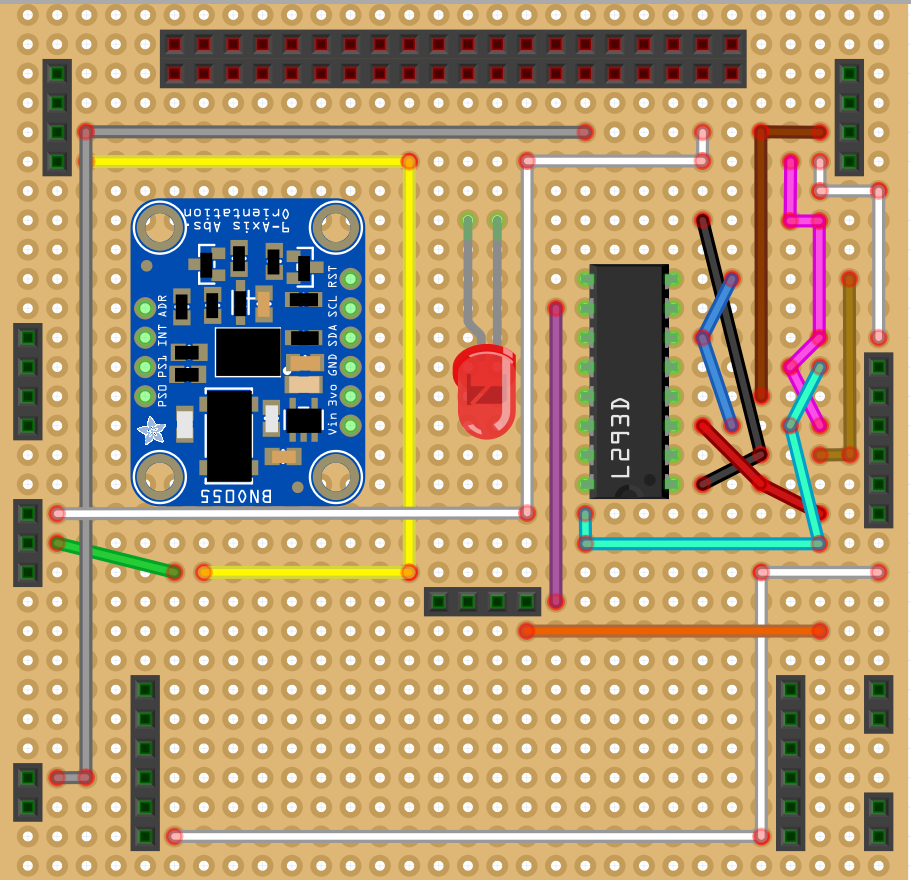 9-Axis Abs.
Orientation
RST
SCL
SDA
GND
3vo
Vin
ADR
INT
PS1
PS0
BNO055
L293D